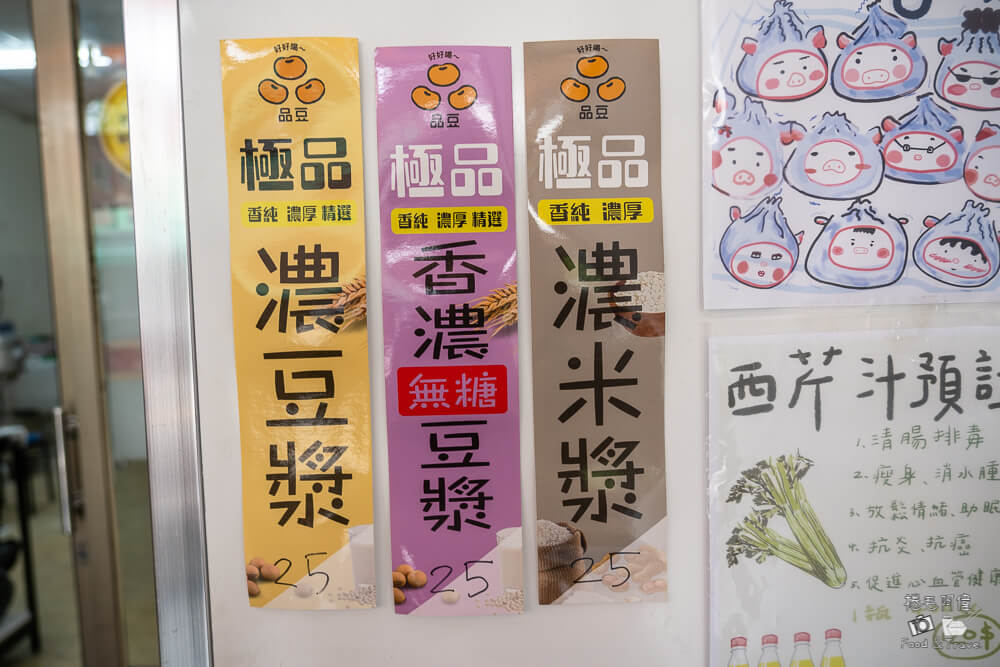 好好喝~
品豆
極品
香純 濃厚 精選
濃豆漿
25
好好喝~
品豆
極品
香純 濃厚 精選
香濃
無糖
豆漿
25
好好喝~
品豆
極品
香純 濃厚
濃米漿
25
西芹汁預
1.清腸排毒
2.瘦身、消水腫
3.放鬆情緒、助眠
4.抗炎、抗癌
5.促進心血管健康
1瓶
Food & Travel